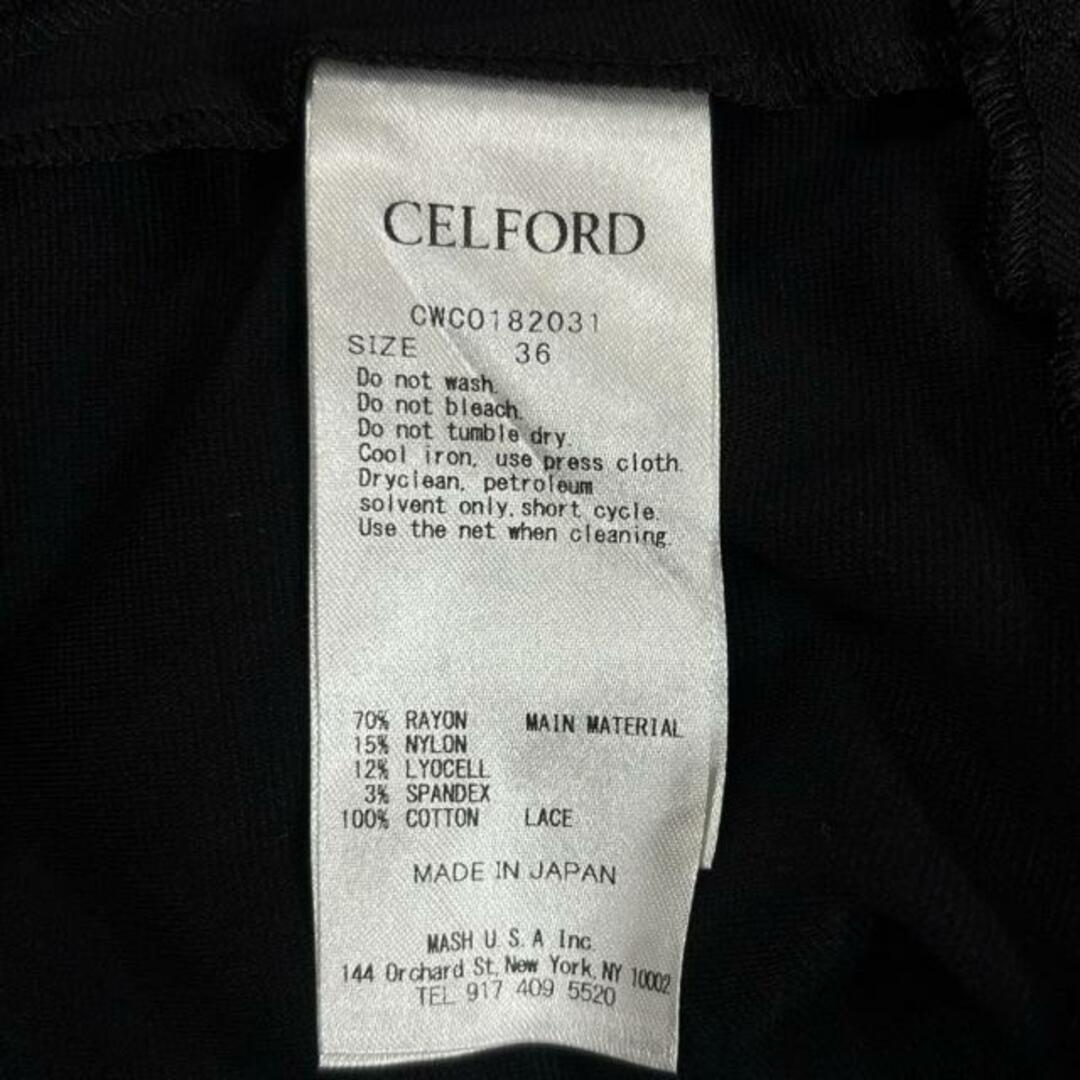 CELFORD
CWCO182031
SIZE 36
Do not wash.
Do not bleach.
Do not tumble dry.
Cool iron, use press cloth.
Dryclean, petroleum
solvent only, short cycle.
Use the net when cleaning.
70% RAYON MAIN MATERIAL
15% NYLON
12% LYOCELL
3% SPANDEX
100% COTTON LACE
MADE IN JAPAN
MASH U.S.A Inc
144 Orchard St, New York, NY 10002
TEL 917 409 5520